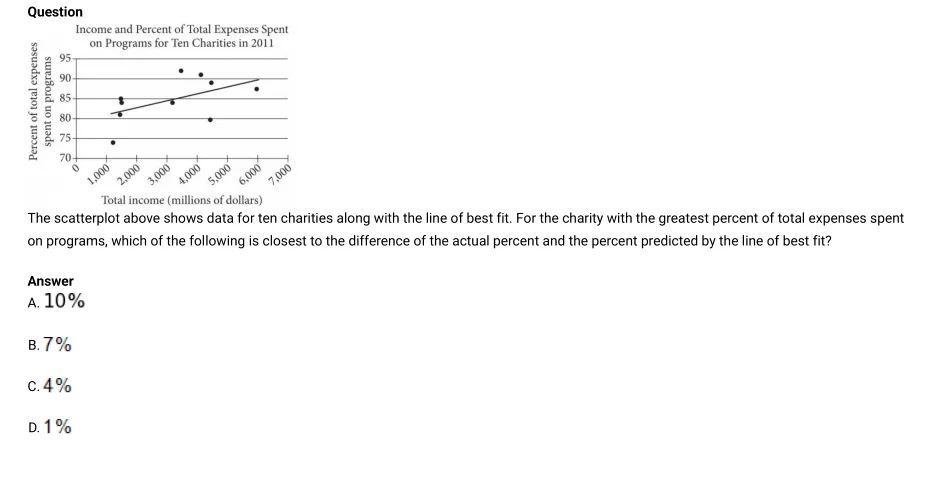 Question
Income and Percent of Total Expenses Spent
on Programs for Ten Charities in 2011
Percent of total expenses
spent on programs
95
90
85
80
75
70
0
1,000
2,000
3,000
4,000
5,000
6,000
7,000
Total income (millions of dollars)
The scatterplot above shows data for ten charities along with the line of best fit. For the charity with the greatest percent of total expenses spent
on programs, which of the following is closest to the difference of the actual percent and the percent predicted by the line of best fit?
Answer
A. 10%
B. 7%
C. 4%
D. 1%